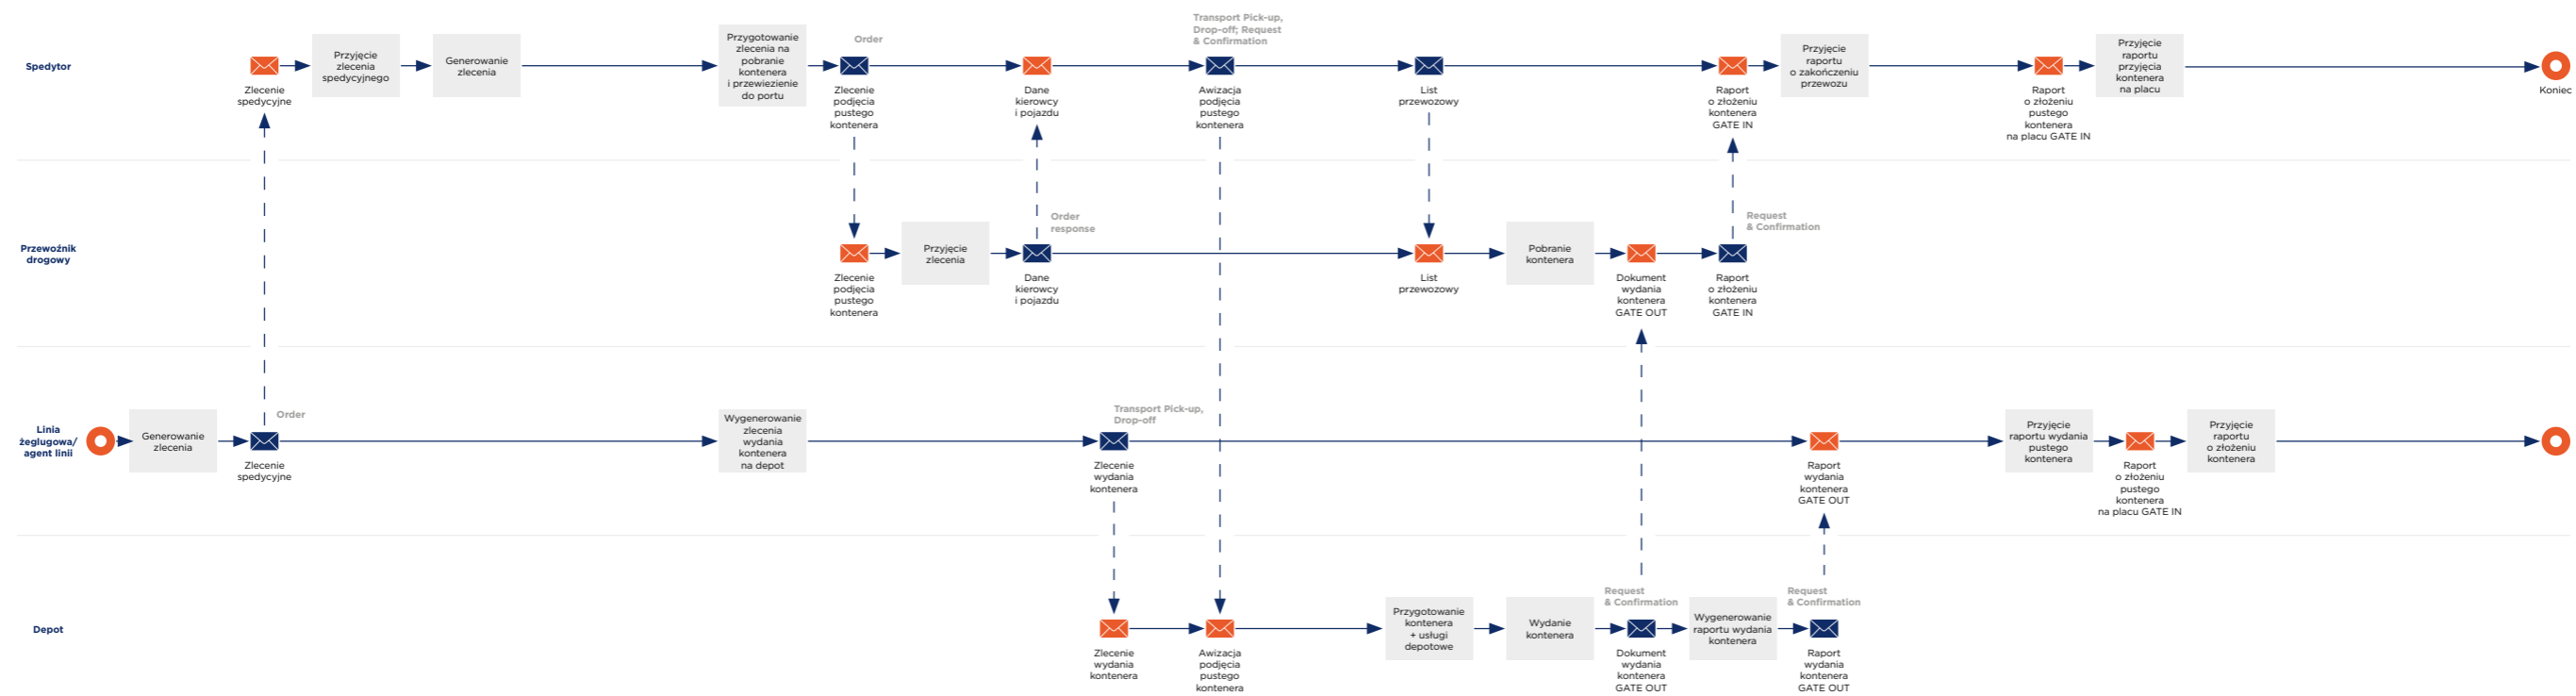 Spedytor
Zlecenie
spedycyjne
Przyjęcie
zlecenia
spedycyjnego
Generowanie
zlecenia
Przygotowanie
zlecenia na
pobranie
kontenera
i przewiezienie
do portu
Order
Zlecenie
podjęcia
pustego
kontenera
Dane
kierowcy
i pojazdu
Transport Pick-up,
Drop-off; Request
& Confirmation
Awizacja
podjęcia
pustego
kontenera
List
przewozowy
Raport
o złożeniu
kontenera
GATE IN
Przyjęcie
raportu
o zakończeniu
przewozu
Raport
o złożeniu
pustego
kontenera
na placu GATE IN
Przyjęcie
raportu
przyjęcia
kontenera
na placu
Koniec
Przewoźnik
drogowy
Zlecenie
podjęcia
pustego
kontenera
Przyjęcie
zlecenia
Order
response
Dane
kierowcy
i pojazdu
List
przewozowy
Pobranie
kontenera
Dokument
wydania
kontenera
GATE OUT
Request
& Confirmation
Raport
o złożeniu
kontenera
GATE IN
Linia
żeglugowa/
agent linii
Generowanie
zlecenia
Order
Zlecenie
spedycyjne
Wygenerowanie
zlecenia
wydania
kontenera
na depot
Transport Pick-up,
Drop-off
Zlecenie
wydania
kontenera
Raport
wydania
kontenera
GATE OUT
Przyjęcie
raportu wydania
pustego
kontenera
Raport
o złożeniu
pustego
kontenera
na placu GATE IN
Przyjęcie
raportu
o złożeniu
kontenera
Depot
Zlecenie
wydania
kontenera
Awizacja
podjęcia
pustego
kontenera
Przygotowanie
kontenera
+ usługi
depotowe
Wydanie
kontenera
Request
& Confirmation
Dokument
wydania
kontenera
GATE OUT
Wygenerowanie
raportu wydania
kontenera
Request
& Confirmation
Raport
wydania
kontenera
GATE OUT